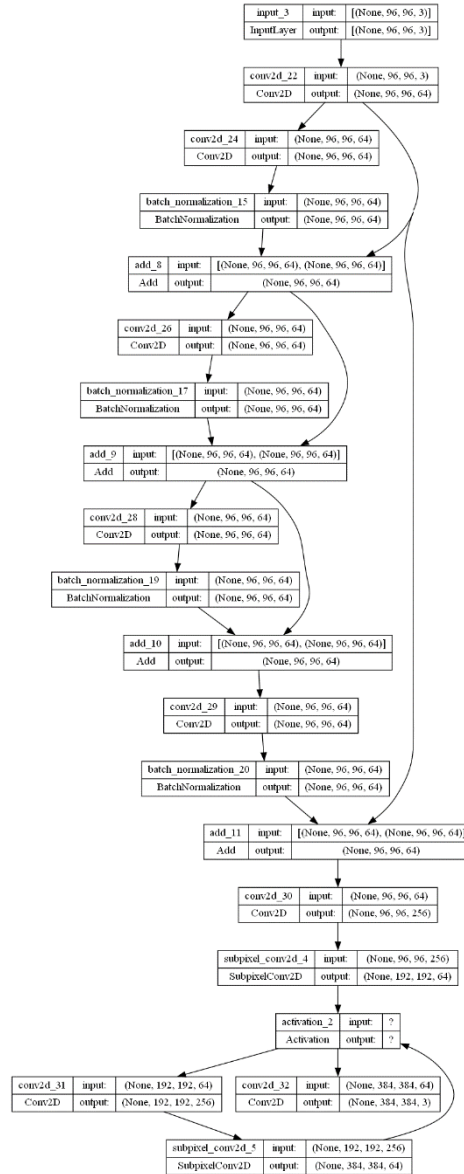 input_3 input: [(None, 96, 96, 3)]
InputLayer output: [(None, 96, 96, 3)]
conv2d_22 input: (None, 96, 96, 3)
Conv2D output: (None, 96, 96, 64)
conv2d_24 input: (None, 96, 96, 64)
Conv2D output: (None, 96, 96, 64)
batch_normalization_15 input: (None, 96, 96, 64)
BatchNormalization output: (None, 96, 96, 64)
add_8 input: [(None, 96, 96, 64), (None, 96, 96, 64)]
Add output: (None, 96, 96, 64)
conv2d_26 input: (None, 96, 96, 64)
Conv2D output: (None, 96, 96, 64)
batch_normalization_17 input: (None, 96, 96, 64)
BatchNormalization output: (None, 96, 96, 64)
add_9 input: [(None, 96, 96, 64), (None, 96, 96, 64)]
Add output: (None, 96, 96, 64)
conv2d_28 input: (None, 96, 96, 64)
Conv2D output: (None, 96, 96, 64)
batch_normalization_19 input: (None, 96, 96, 64)
BatchNormalization output: (None, 96, 96, 64)
add_10 input: [(None, 96, 96, 64), (None, 96, 96, 64)]
Add output: (None, 96, 96, 64)
conv2d_29 input: (None, 96, 96, 64)
Conv2D output: (None, 96, 96, 64)
batch_normalization_20 input: (None, 96, 96, 64)
BatchNormalization output: (None, 96, 96, 64)
add_11 input: [(None, 96, 96, 64), (None, 96, 96, 64)]
Add output: (None, 96, 96, 64)
conv2d_30 input: (None, 96, 96, 64)
Conv2D output: (None, 96, 96, 256)
subpixel_conv2d_4 input: (None, 96, 96, 256)
SubpixelConv2D output: (None, 192, 192, 64)
activation_2 input: ?
Activation output: ?
conv2d_31 input: (None, 192, 192, 64)
Conv2D output: (None, 192, 192, 256)
conv2d_32 input: (None, 384, 384, 64)
Conv2D output: (None, 384, 384, 3)
subpixel_conv2d_5 input: (None, 192, 192, 256)
SubpixelConv2D output: (None, 384, 384, 64)